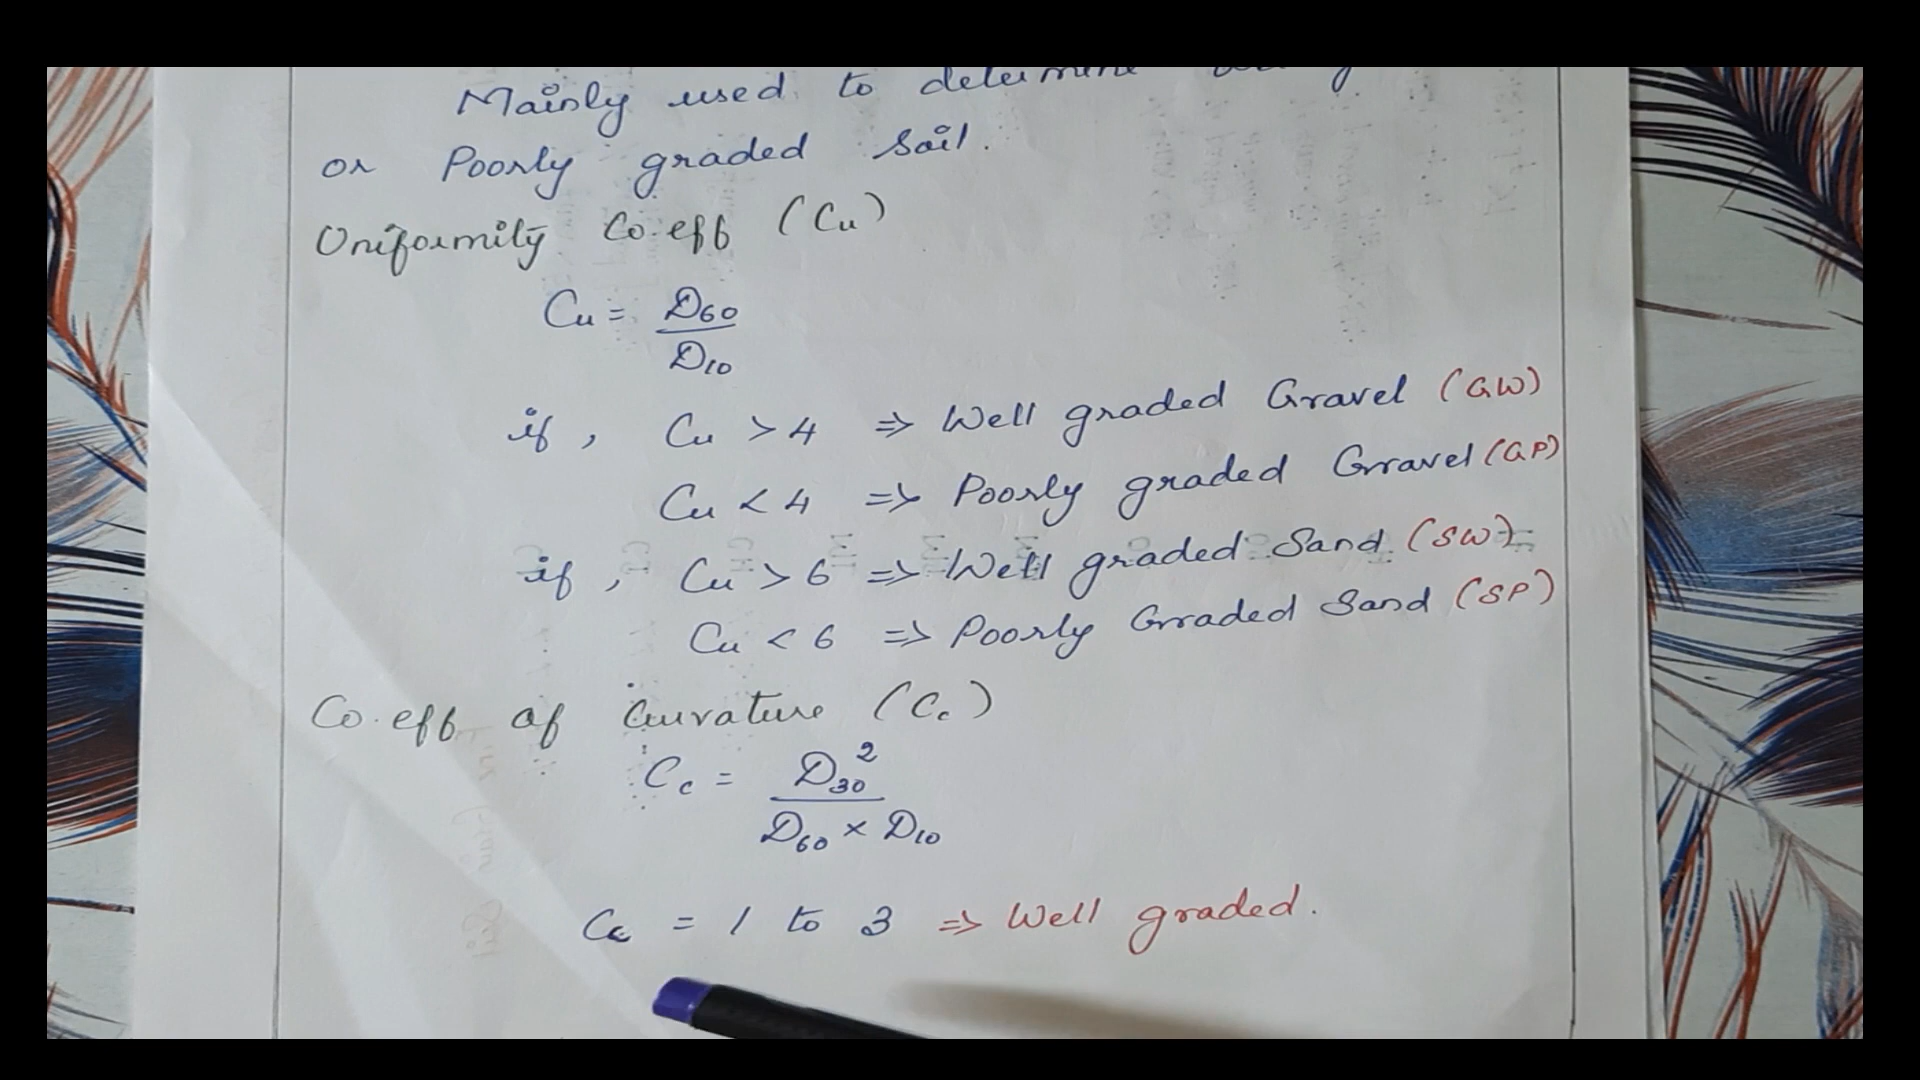 Mainly used to determine
or Poorly graded Soil.
Uniformity Co.eff (Cu)
Cu = D60
D10
if, Cu > 4 => Well graded Gravel (GW)
Cu < 4 => Poorly graded Gravel (GP)
if, Cu > 6 => Well graded Sand (SW)
Cu < 6 => Poorly Graded Sand (SP)
Co.eff of Curvature (Cc)
Cc = D30²
D60 × D10
Cc = 1 to 3 => Well graded.